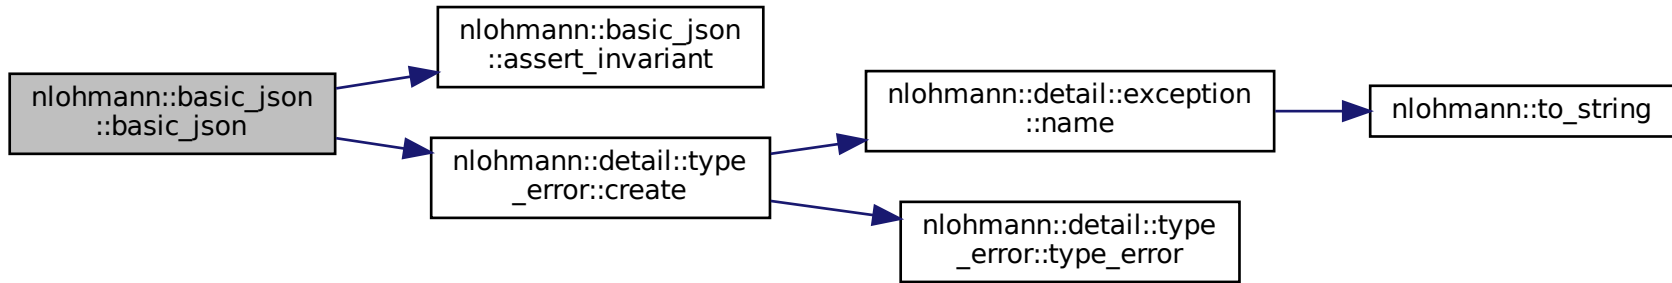 nlohmann::basic_json
::basic_json
nlohmann::basic_json
::assert_invariant
nlohmann::detail::type
_error::create
nlohmann::detail::exception
::name
nlohmann::detail::type
_error::type_error
nlohmann::to_string